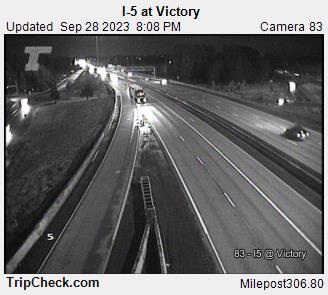 I-5 at Victory
Updated Sep 28 2023 8:08 PM Camera 83
T
S
83 - I5 @ Victory
TripCheck.com Milepost306.80